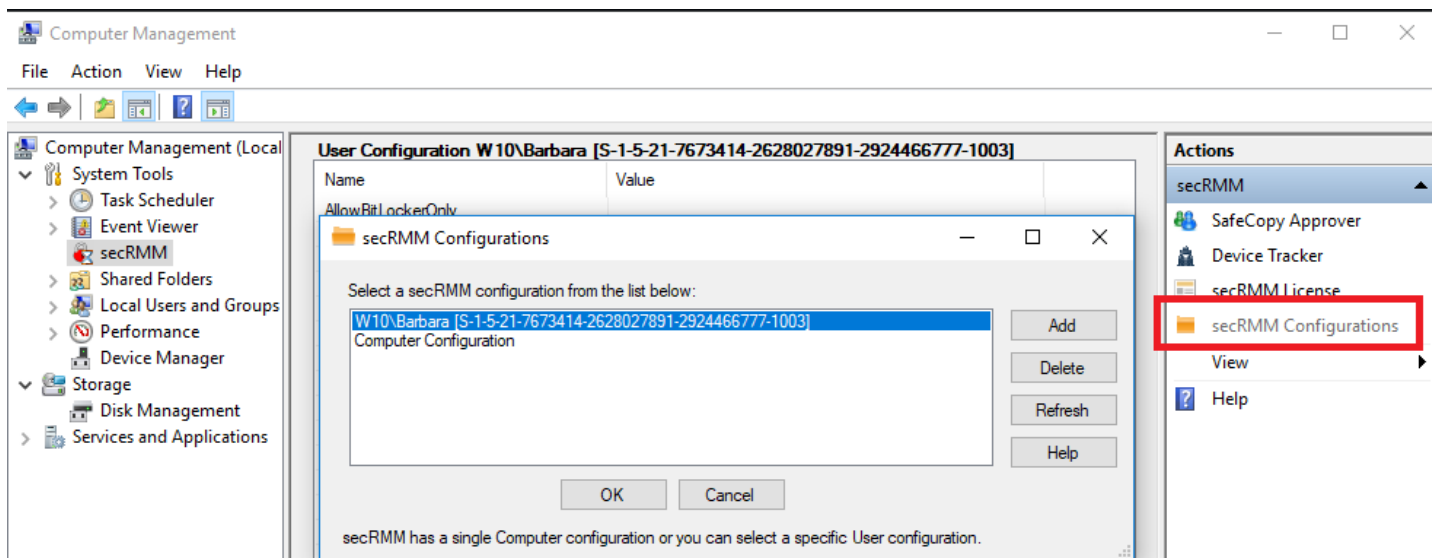 Computer Management
File Action View Help
Computer Management (Local
System Tools
Task Scheduler
Event Viewer
secRMM
Shared Folders
Local Users and Groups
Performance
Device Manager
Storage
Disk Management
Services and Applications
User Configuration W10\Barbara [S-1-5-21-7673414-2628027891-2924466777-1003]
Name Value
AllowBitLockerOnly
secRMM Configurations
Select a secRMM configuration from the list below:
W10\Barbara [S-1-5-21-7673414-2628027891-2924466777-1003]
Computer Configuration
Add
Delete
Refresh
Help
OK Cancel
secRMM has a single Computer configuration or you can select a specific User configuration.
Actions
secRMM
SafeCopy Approver
Device Tracker
secRMM License
secRMM Configurations
View
Help